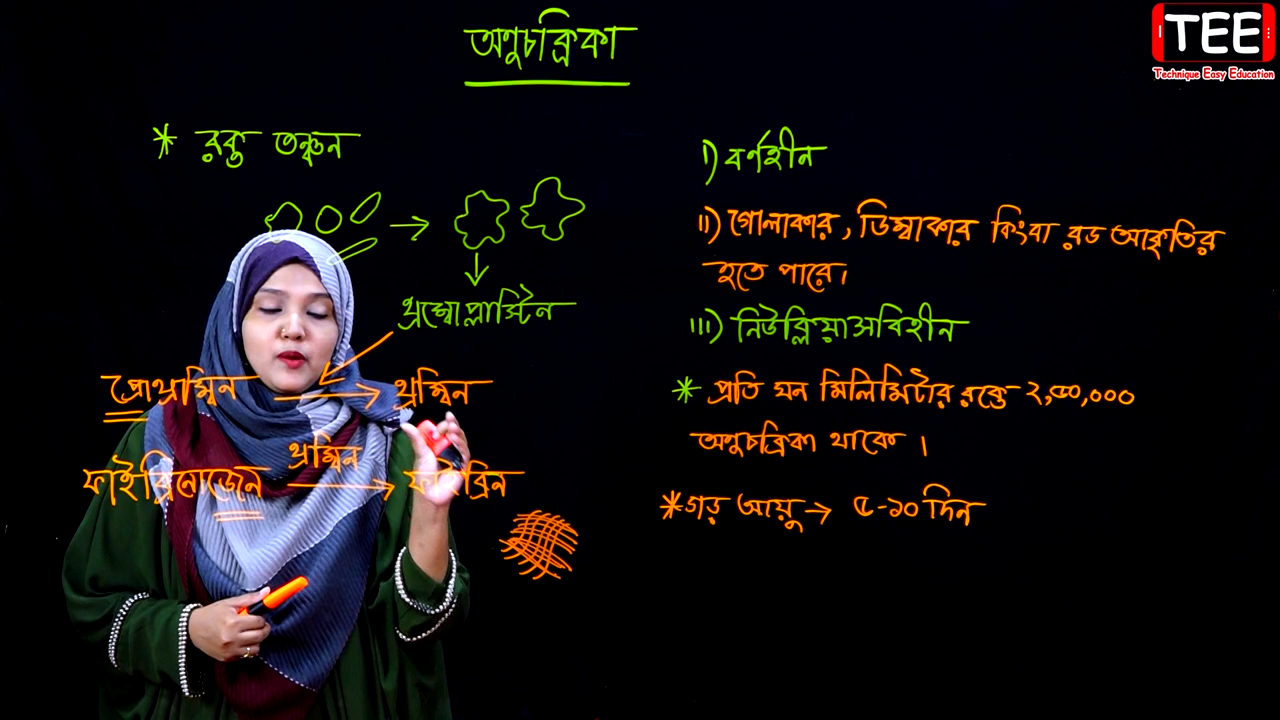 অণুচক্রিকা
TEE
Technique Easy Education
* রক্ত তঞ্চন
থ্রম্বোপ্লাস্টিন
প্রোথ্রম্বিন → থ্রম্বিন
থ্রম্বিন
ফাইব্রিনোজেন → ফাইব্রিন
i) বর্ণহীন
ii) গোলাকার, ডিম্বাকার কিংবা রড আকৃতির
হতে পারে।
iii) নিউক্লিয়াসবিহীন
* প্রতি ঘন মিলিমিটার রক্তে ২,৫০,০০০
অণুচক্রিকা থাকে।
* গড় আয়ু → ৫-১০ দিন